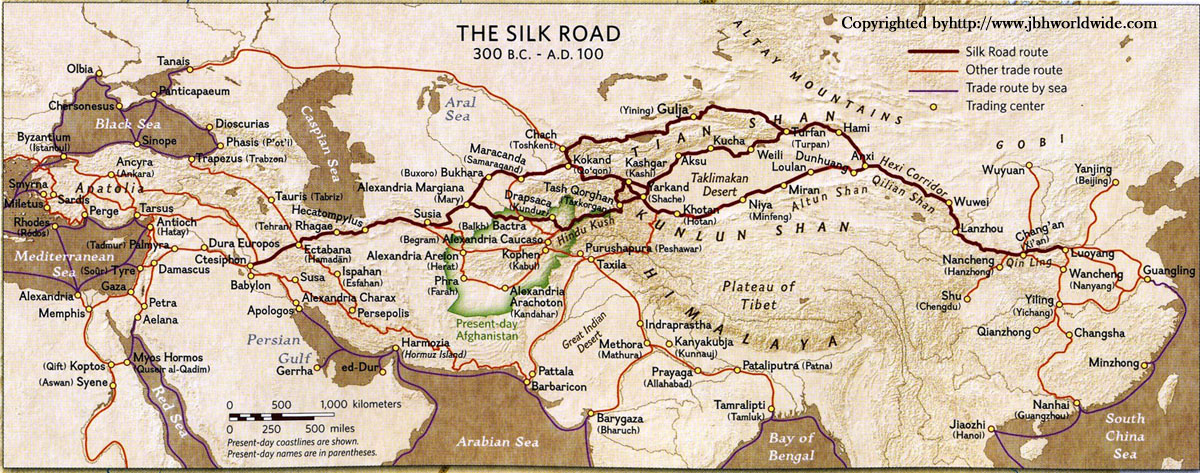 Copyrighted byhttp://www.jbhworldwide.com
THE SILK ROAD
300 B.C. - A.D. 100
Silk Road route
Other trade route
Trade route by sea
Trading center
ALTAY MOUNTAINS
Olbia
Tanais
Chersonesus
Panticapaeum
Black Sea
Dioscurias
Phasis (P'ot'i)
Sinope
Trapezus (Trabzon)
Byzantium
(Istanbul)
Ancyra
(Ankara)
Anatolia
Smyrna
Sardis
Miletus
Perge
Tarsus
Rhodes
(Ródos)
Antioch
(Hatay)
Mediterranean
Sea
(Tadmur) Palmyra
Dura Europos
(Soûr) Tyre
Damascus
Ctesiphon
Gaza
Babylon
Alexandria
Memphis
Petra
Aelana
(Qift) Koptos
Myos Hormos
(Quseir al-Qadim)
(Aswan) Syene
Red Sea
Caspian Sea
Aral
Sea
Tauris (Tabriz)
Hecatompylus
(Tehran) Rhagae
Ectabana
(Hamadan)
Ispahan
(Esfahan)
Susa
Alexandria Charax
Persepolis
Apologos
Persian
Gulf
Gerrha
ed-Dur
Harmozia
(Hormuz Island)
Chach
(Toshkent)
Maracanda
(Samarqand)
(Buxoro) Bukhara
Alexandria Margiana
(Mary)
Susia
Kokand
(Qo'qon)
Drapsaca
(Kunduz)
Tash Qorghan
(Taxkorgan)
(Balkh) Bactra
(Begram) Alexandria Caucaso
Hindu Kush
Alexandria Areion
(Herat)
Kophen
(Kabul)
Purushapura (Peshawar)
Taxila
Phra
(Farah)
Alexandria
Arachoton
(Kandahar)
Present-day
Afghanistan
(Yining) Gulja
TIAN SHAN
Kashgar
(Kashi)
Aksu
Kucha
Weili
Turfan
(Turpan)
Hami
Loulan
Dunhuang
Anxi
Yarkand
(Shache)
Taklimakan
Desert
Khotan
(Hotan)
Niya
(Minfeng)
Miran
Altun Shan
KUNLUN SHAN
Hexi Corridor
Qilian Shan
GOBI
Wuyuan
Yanjing
(Beijing)
Wuwei
Lanzhou
Chang'an
(Xi'an)
Luoyang
Qin Ling
Nancheng
(Hanzhong)
Wancheng
(Nanyang)
Guangling
Shu
(Chengdu)
Yiling
(Yichang)
Qianzhong
Changsha
Minzhong
Nanhai
(Guangzhou)
Jiaozhi
(Hanoi)
South
China
Sea
Plateau of
Tibet
HIMALAYA
Great Indian
Desert
Indraprastha
Methora
(Mathura)
Kanyakubja
(Kunnauj)
Prayaga
(Allahabad)
Pataliputra (Patna)
Tamralipti
(Tamluk)
Pattala
Barbaricon
Barygaza
(Bharuch)
Arabian Sea
Bay of
Bengal
0 500 1,000 kilometers
0 250 500 miles
Present-day coastlines are shown.
Present-day names are in parentheses.